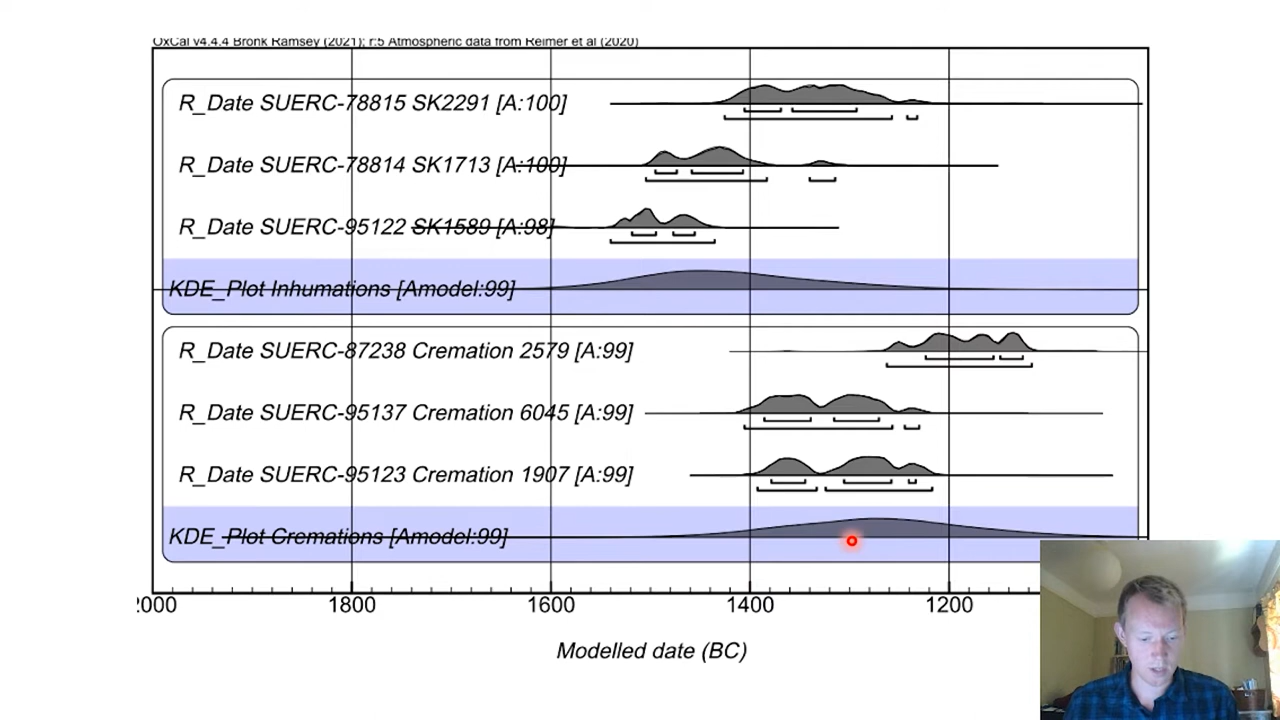 OxCal v4.4.4 Bronk Ramsey (2021); r:5 Atmospheric data from Reimer et al (2020)
R_Date SUERC-78815 SK2291 [A:100]
R_Date SUERC-78814 SK1713 [A:100]
R_Date SUERC-95122 SK1589 [A:98]
KDE_Plot Inhumations [Amodel:99]
R_Date SUERC-87238 Cremation 2579 [A:99]
R_Date SUERC-95137 Cremation 6045 [A:99]
R_Date SUERC-95123 Cremation 1907 [A:99]
KDE_Plot Cremations [Amodel:99]
:000 1800 1600 1400 1200
Modelled date (BC)